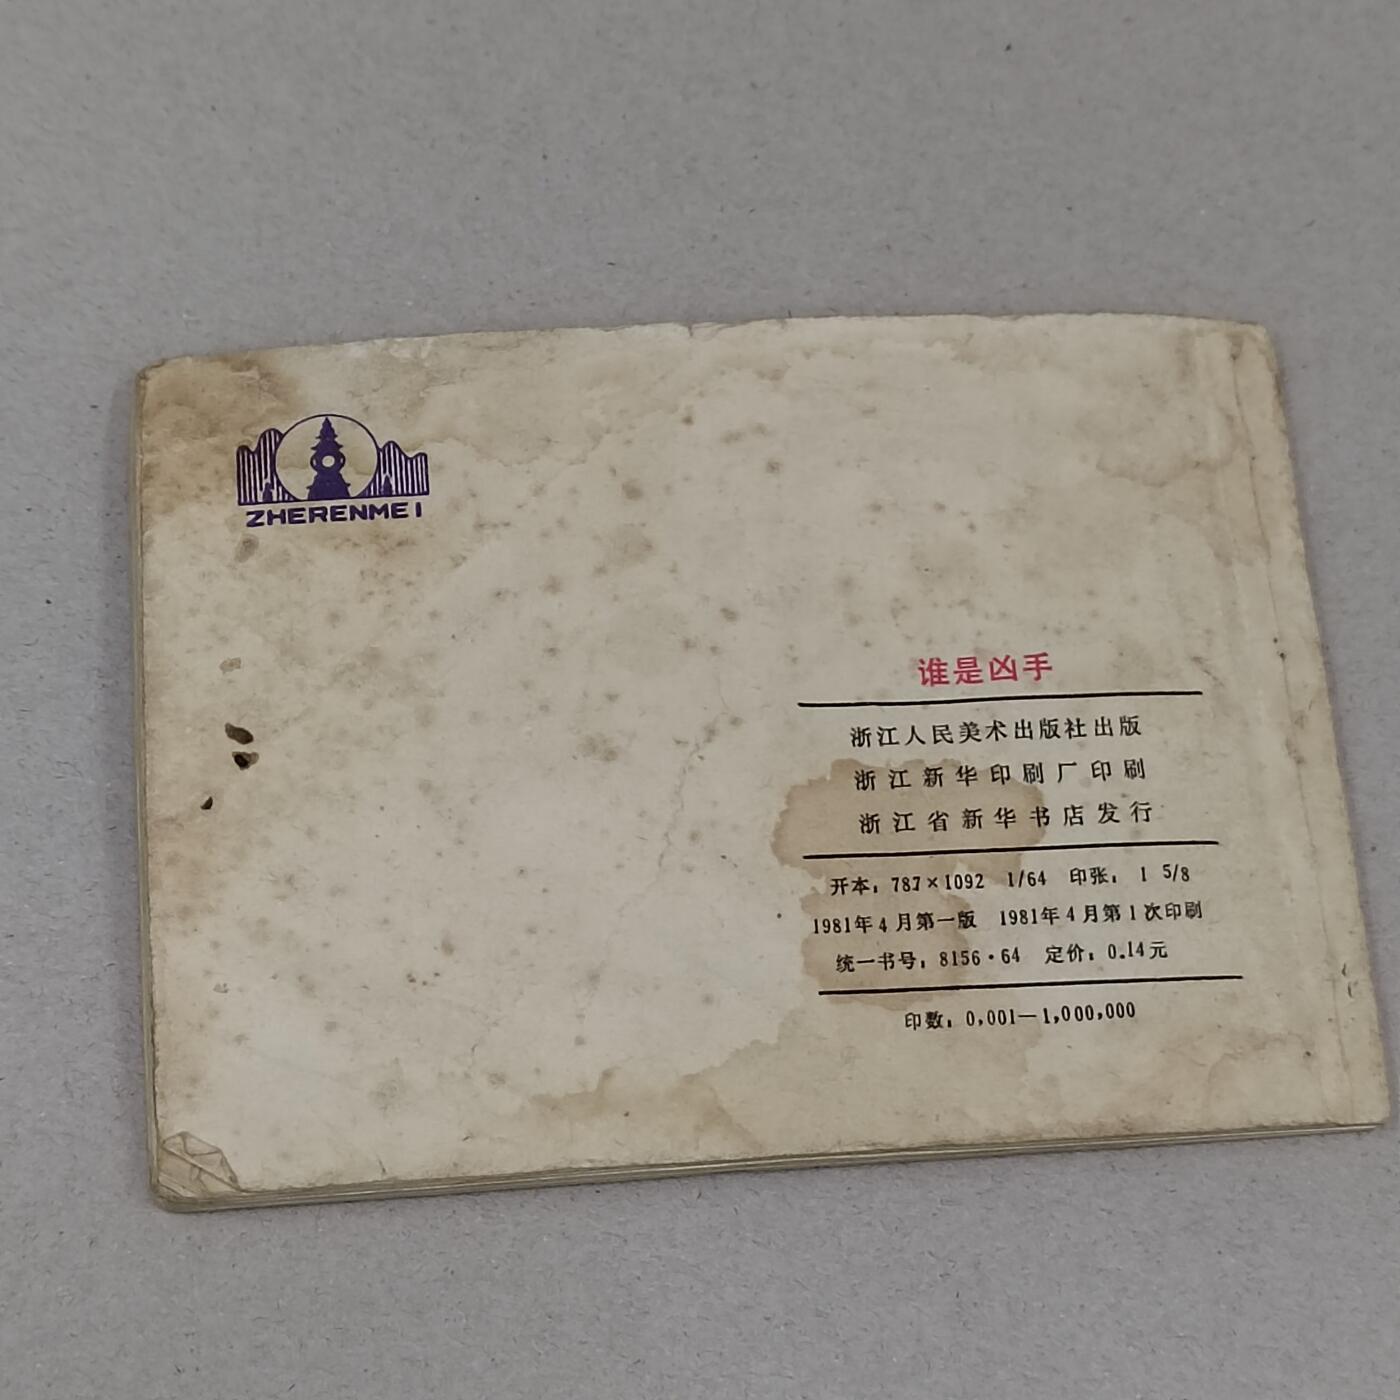 ZHERENMEI
谁是凶手
浙江人民美术出版社出版
浙江新华印刷厂印刷
浙江省新华书店发行
开本：787×1092 1/64 印张：1 5/8
1981年4月第一版 1981年4月第1次印刷
统一书号：8156·64 定价：0.14元
印数：0,001—1,000,000